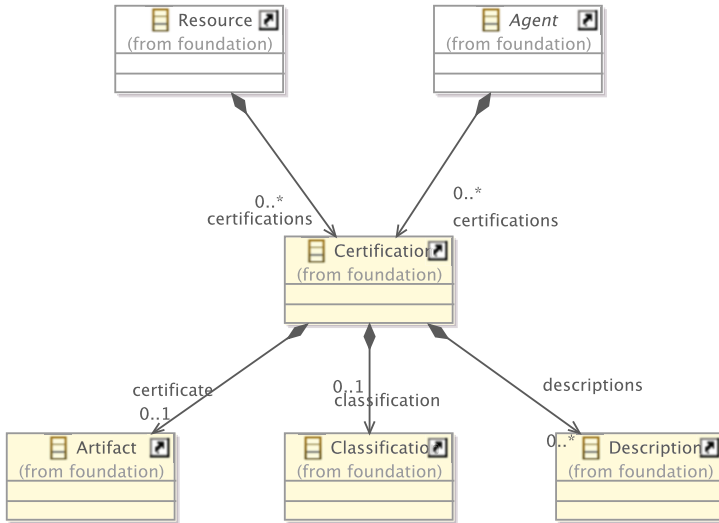 Resource
(from foundation)
Agent
(from foundation)
0..*
certifications
0..*
certifications
Certification
(from foundation)
certificate
0..1
0..1
classification
descriptions
0..*
Artifact
(from foundation)
Classificatio
(from foundation)
Description
(from foundation)